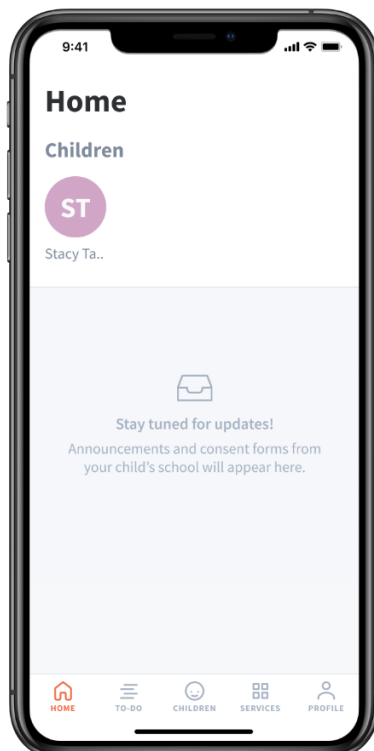 9:41
Home
Children
ST
Stacy Ta..
Stay tuned for updates!
Announcements and consent forms from
your child's school will appear here.
HOME TO-DO CHILDREN SERVICES PROFILE